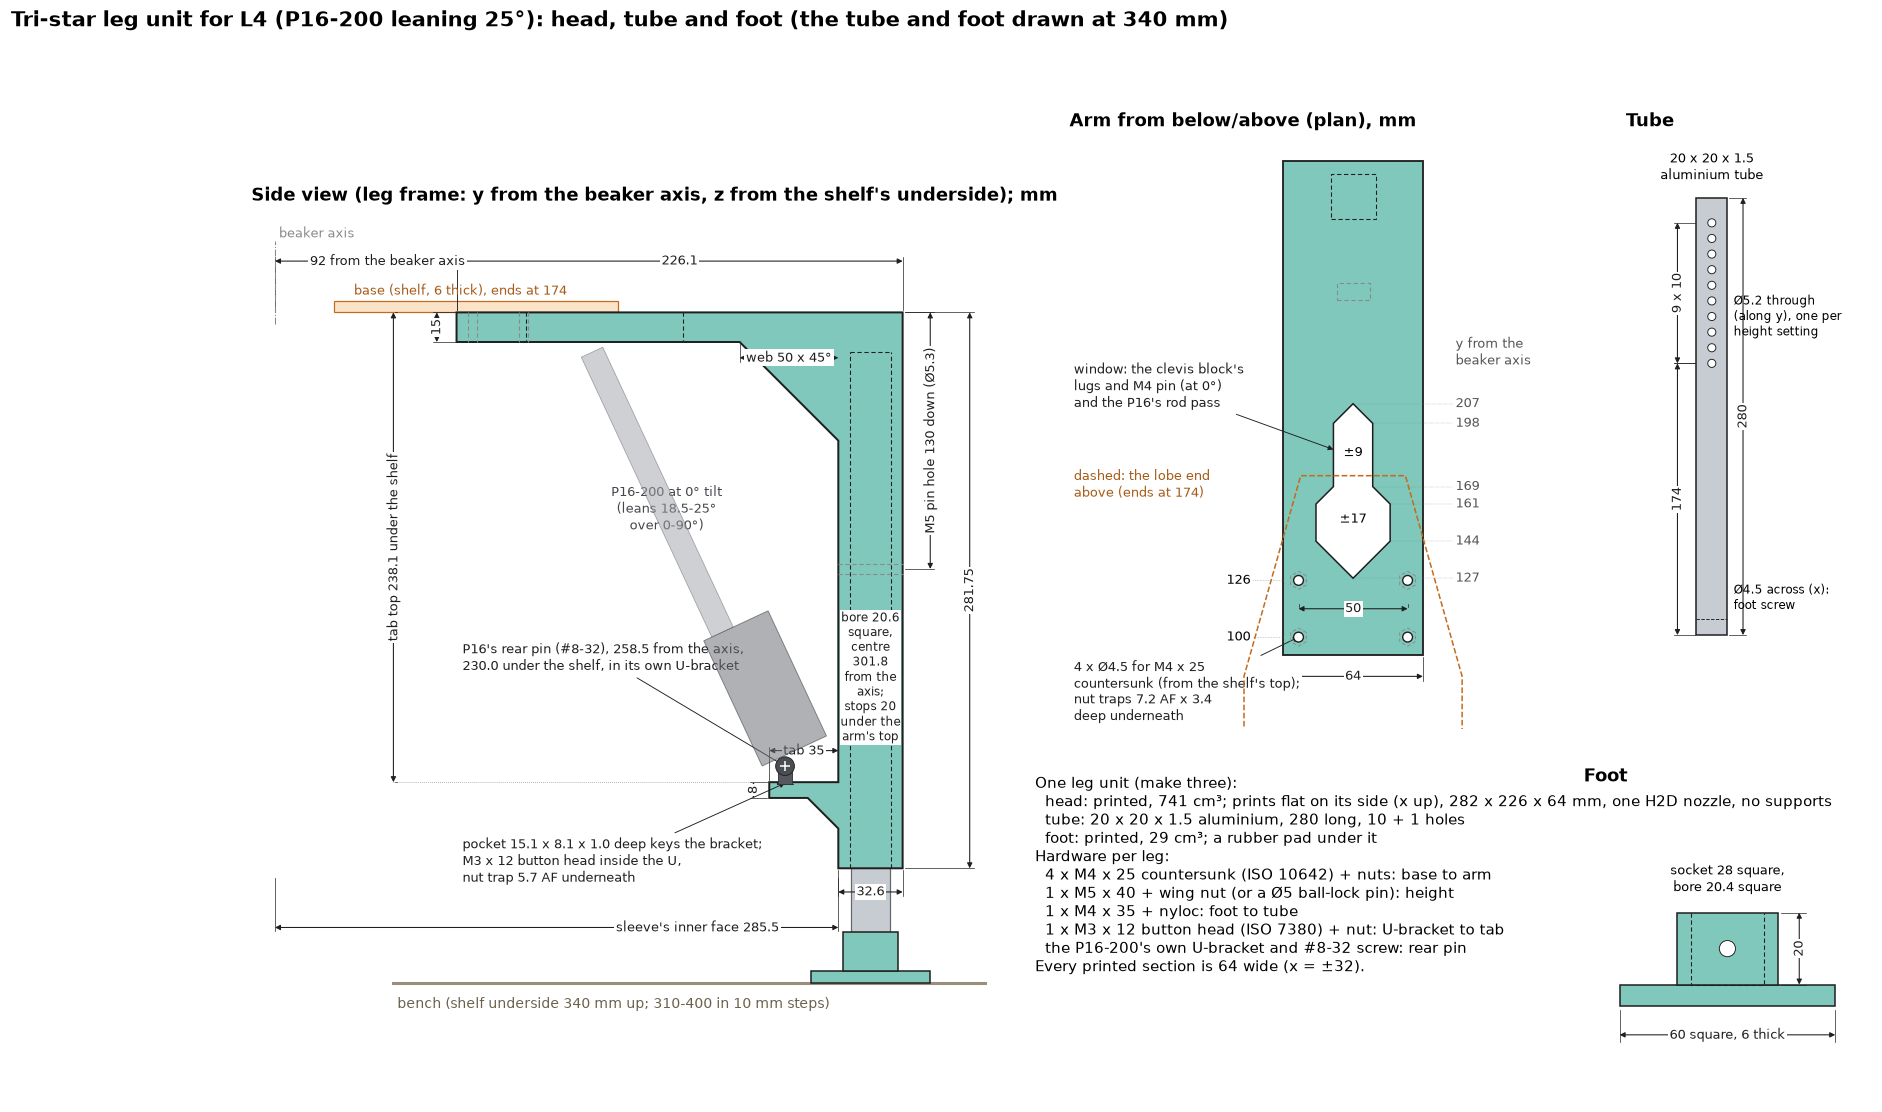 Tri-star leg unit for L4 (P16-200 leaning 25°): head, tube and foot (the tube and foot drawn at 340 mm)
Side view (leg frame: y from the beaker axis, z from the shelf's underside); mm
beaker axis
92 from the beaker axis
226.1
base (shelf, 6 thick), ends at 174
15
web 50 x 45°
M5 pin hole 130 down (Ø5.3)
281.75
tab top 238.1 under the shelf
P16-200 at 0° tilt
(leans 18.5-25°
over 0-90°)
bore 20.6
square,
centre
301.8
from the
axis;
stops 20
under the
arm's top
P16's rear pin (#8-32), 258.5 from the axis,
230.0 under the shelf, in its own U-bracket
tab 35
8
pocket 15.1 x 8.1 x 1.0 deep keys the bracket;
M3 x 12 button head inside the U,
nut trap 5.7 AF underneath
32.6
sleeve's inner face 285.5
bench (shelf underside 340 mm up; 310-400 in 10 mm steps)
Arm from below/above (plan), mm
y from the
beaker axis
window: the clevis block's
lugs and M4 pin (at 0°)
and the P16's rod pass
207
198
±9
dashed: the lobe end
above (ends at 174)
169
161
±17
144
127
126
50
100
4 x Ø4.5 for M4 x 25
countersunk (from the shelf's top);
nut traps 7.2 AF x 3.4
deep underneath
64
Tube
20 x 20 x 1.5
aluminium tube
9 x 10
Ø5.2 through
(along y), one per
height setting
280
174
Ø4.5 across (x):
foot screw
One leg unit (make three):
head: printed, 741 cm³; prints flat on its side (x up), 282 x 226 x 64 mm, one H2D nozzle, no supports
tube: 20 x 20 x 1.5 aluminium, 280 long, 10 + 1 holes
foot: printed, 29 cm³; a rubber pad under it
Hardware per leg:
4 x M4 x 25 countersunk (ISO 10642) + nuts: base to arm
1 x M5 x 40 + wing nut (or a Ø5 ball-lock pin): height
1 x M4 x 35 + nyloc: foot to tube
1 x M3 x 12 button head (ISO 7380) + nut: U-bracket to tab
the P16-200's own U-bracket and #8-32 screw: rear pin
Every printed section is 64 wide (x = ±32).
Foot
socket 28 square,
bore 20.4 square
20
60 square, 6 thick